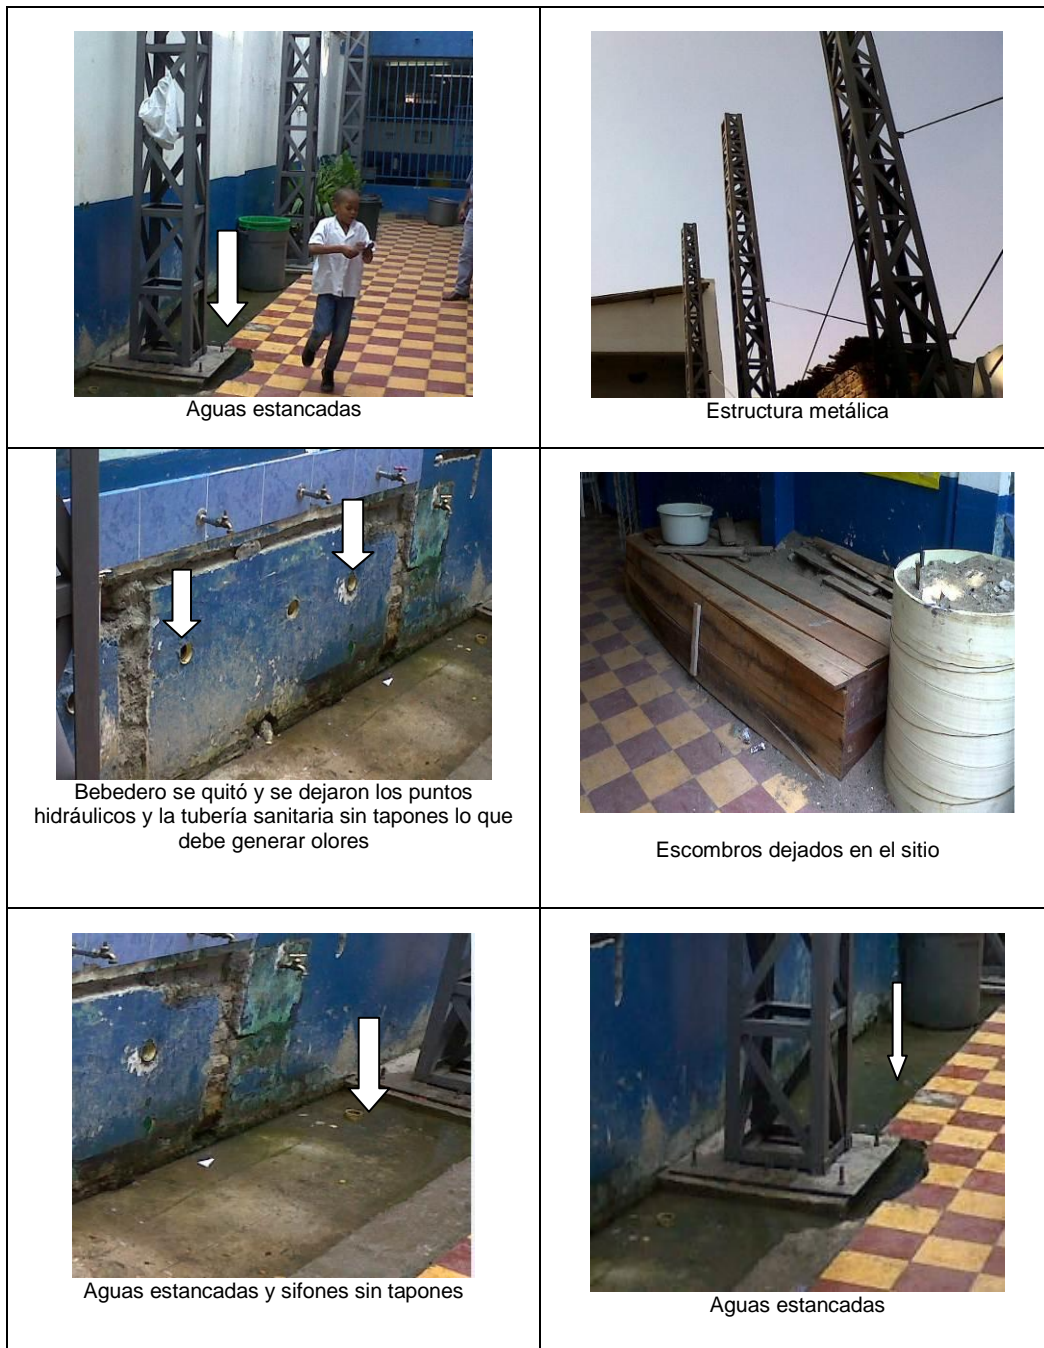 Aguas estancadas
Estructura metálica
Bebedero se quitó y se dejaron los puntos
hidráulicos y la tubería sanitaria sin tapones lo que
debe generar olores
Escombros dejados en el sitio
Aguas estancadas y sifones sin tapones
Aguas estancadas